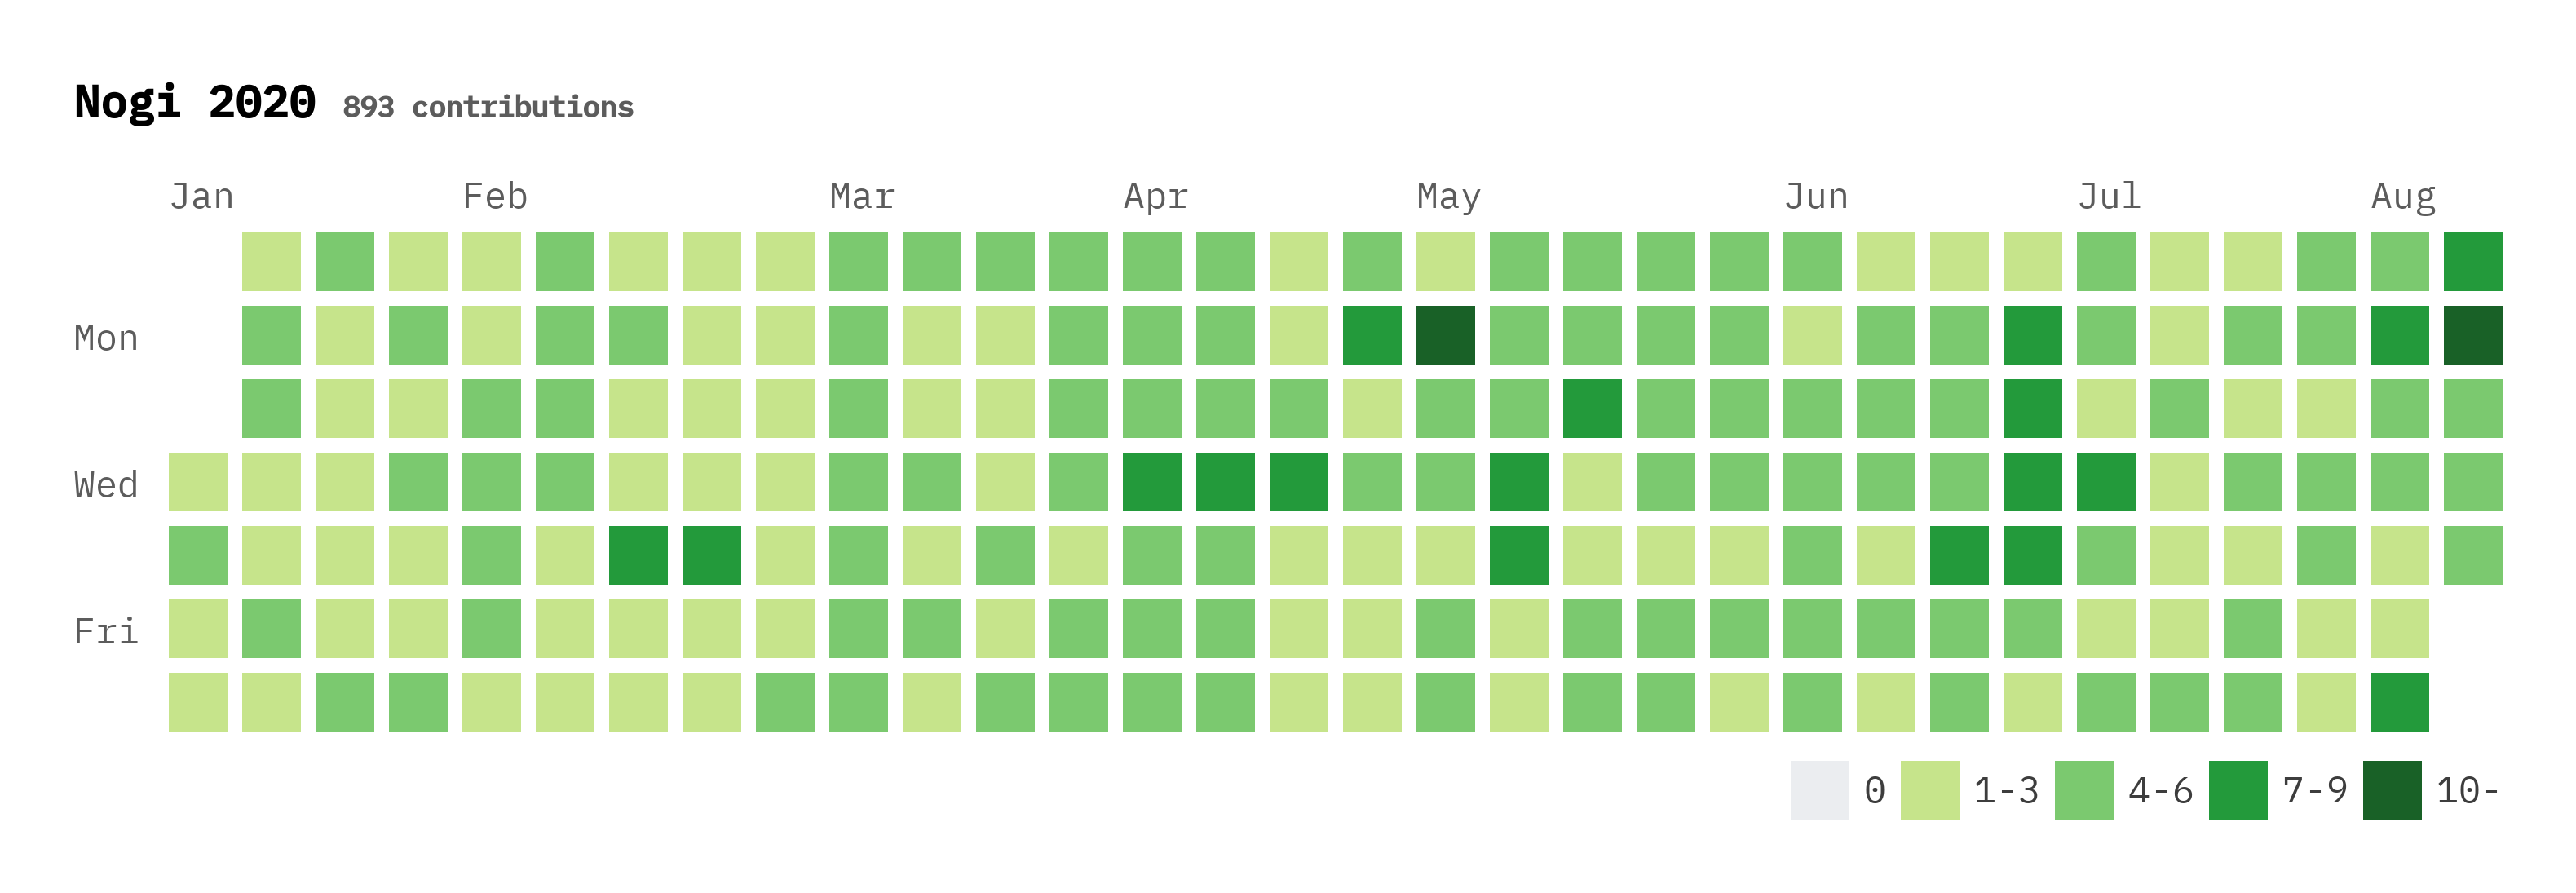 Nogi 2020 893 contributions
Jan Feb Mar Apr May Jun Jul Aug
Mon
Wed
Fri
0 1-3 4-6 7-9 10-